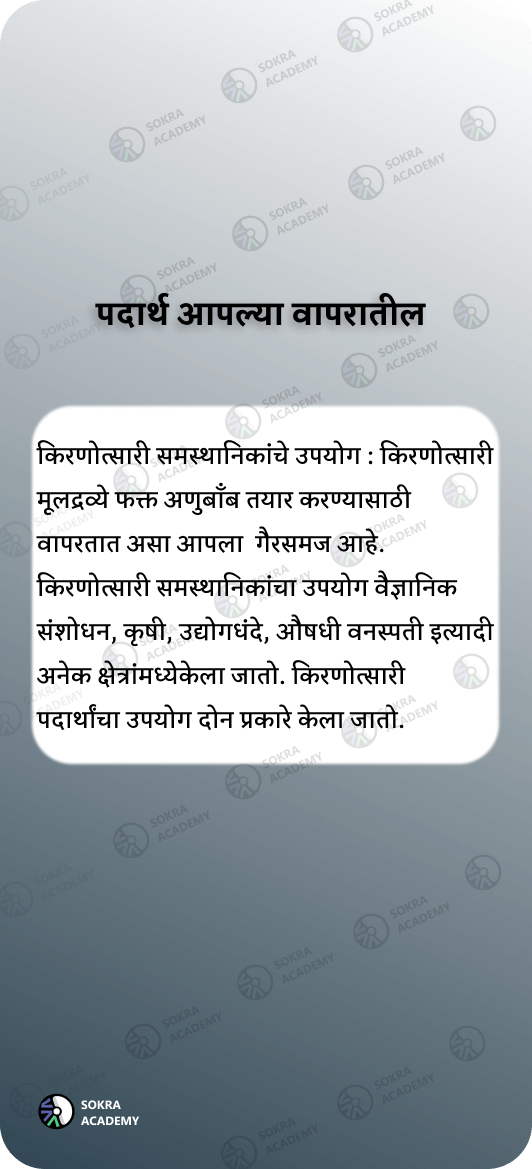 पदार्थ आपल्या वापरातील
किरणोत्सारी समस्थानिकांचे उपयोग : किरणोत्सारी
मूलद्रव्ये फक्त अणुबाँब तयार करण्यासाठी
वापरतात असा आपला गैरसमज आहे.
किरणोत्सारी समस्थानिकांचा उपयोग वैज्ञानिक
संशोधन, कृषी, उद्योगधंदे, औषधी वनस्पती इत्यादी
अनेक क्षेत्रांमध्येकेला जातो. किरणोत्सारी
पदार्थांचा उपयोग दोन प्रकारे केला जातो.
SOKRA
ACADEMY